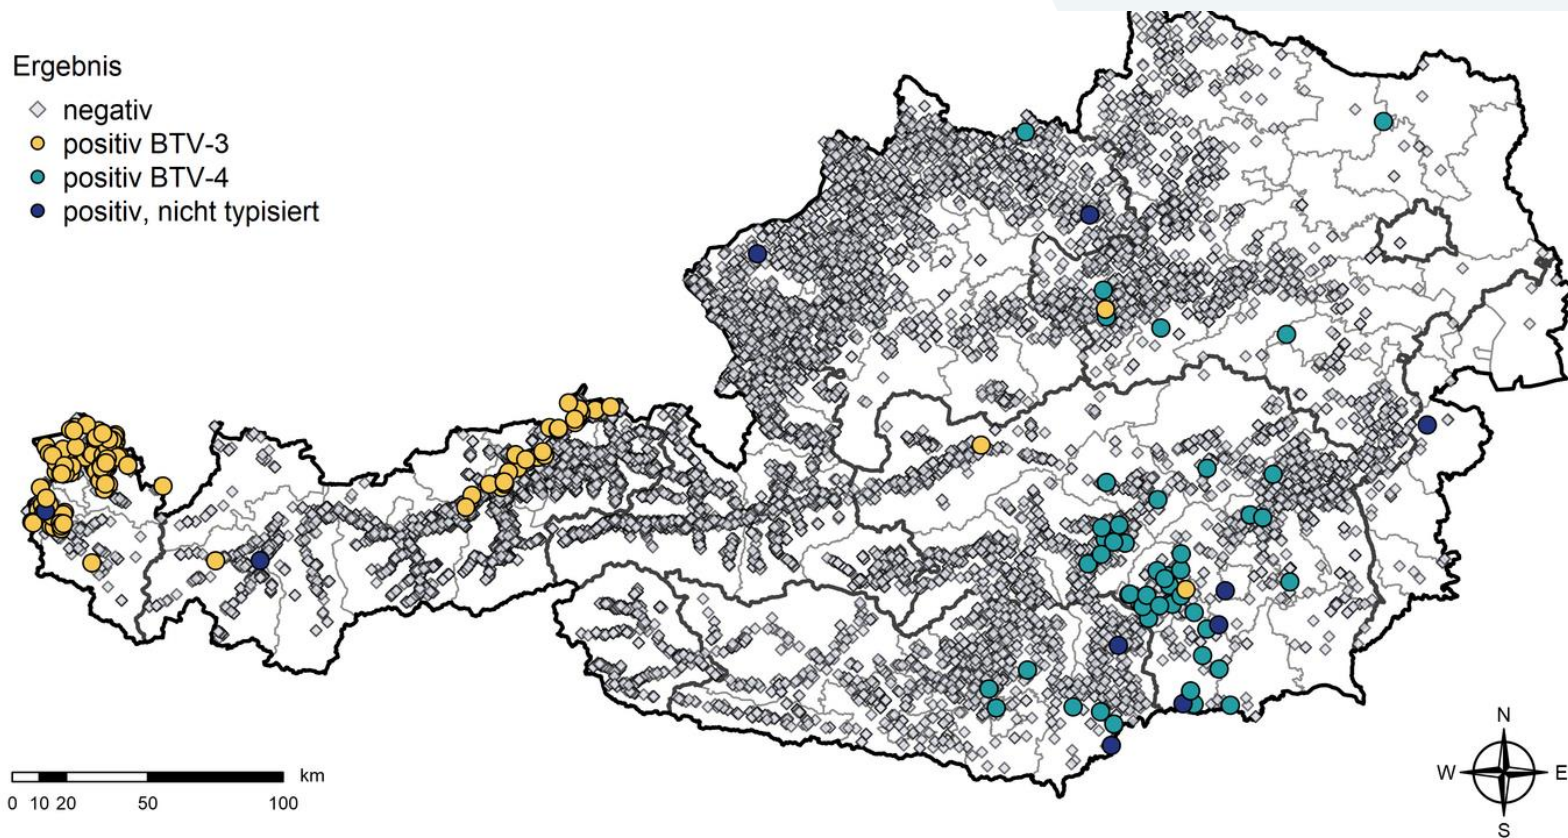 Ergebnis
negativ
positiv BTV-3
positiv BTV-4
positiv, nicht typisiert
N
W E
S
km
0 10 20 50 100